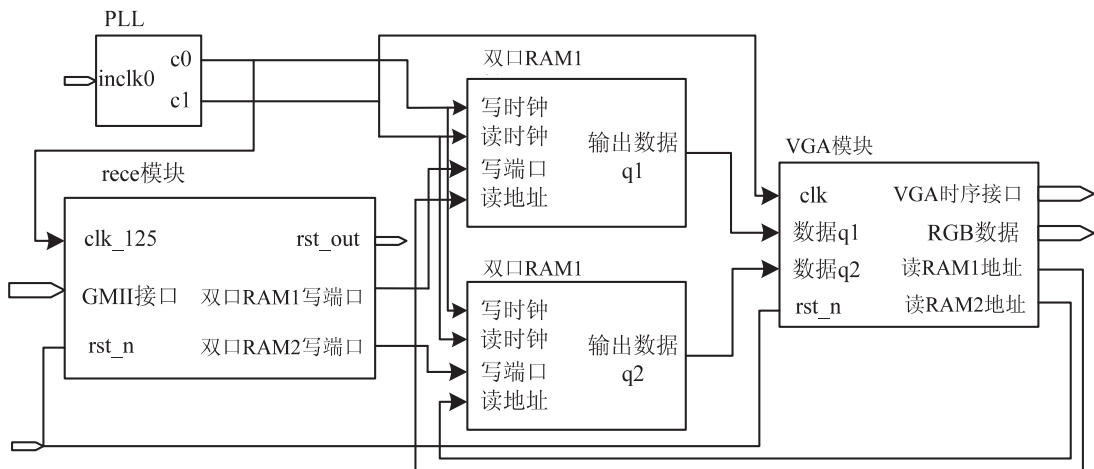 PLL
inclk0
c0
c1
rece模块
clk_125
rst_out
GMII接口
双口RAM1写端口
rst_n
双口RAM2写端口
双口RAM1
写时钟
读时钟
写端口
读地址
输出数据
q1
双口RAM1
写时钟
读时钟
写端口
读地址
输出数据
q2
VGA模块
clk
VGA时序接口
数据q1
RGB数据
数据q2
读RAM1地址
rst_n
读RAM2地址